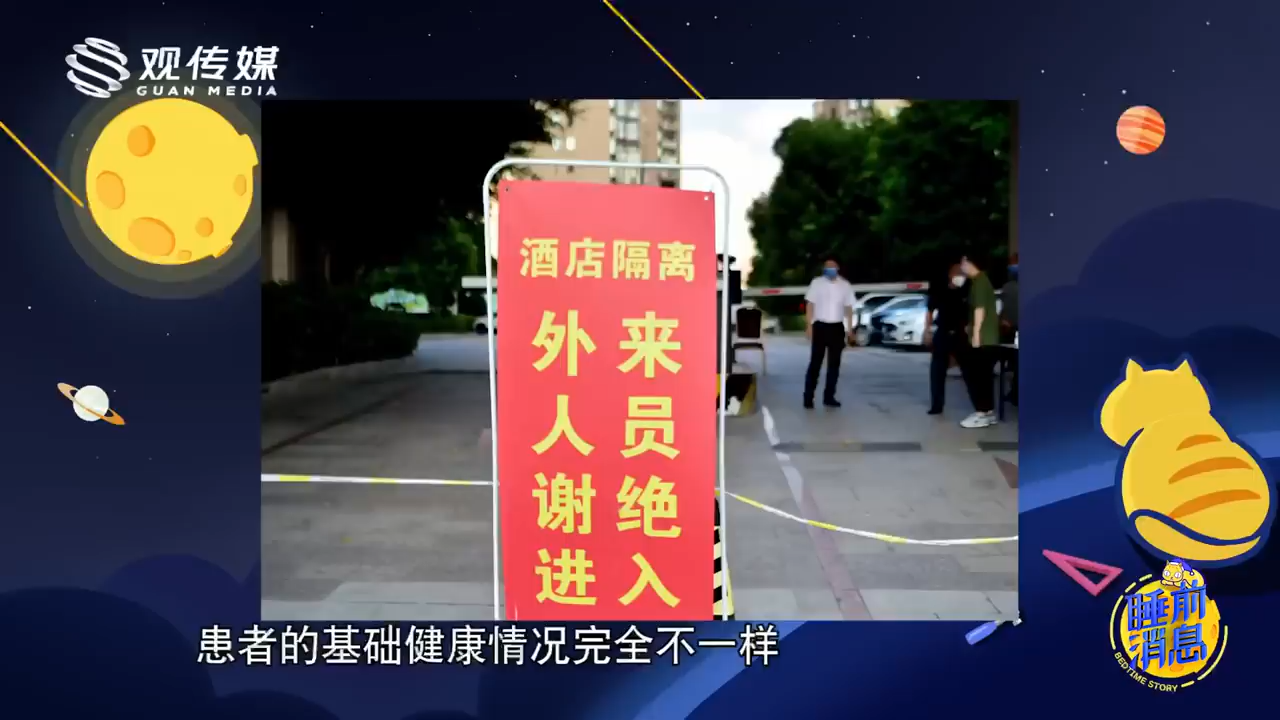 观传媒
GUAN MEDIA
酒店隔离
外来
人员
谢绝
进入
患者的基础健康情况完全不一样
睡前
消息
BEDTIME STORY